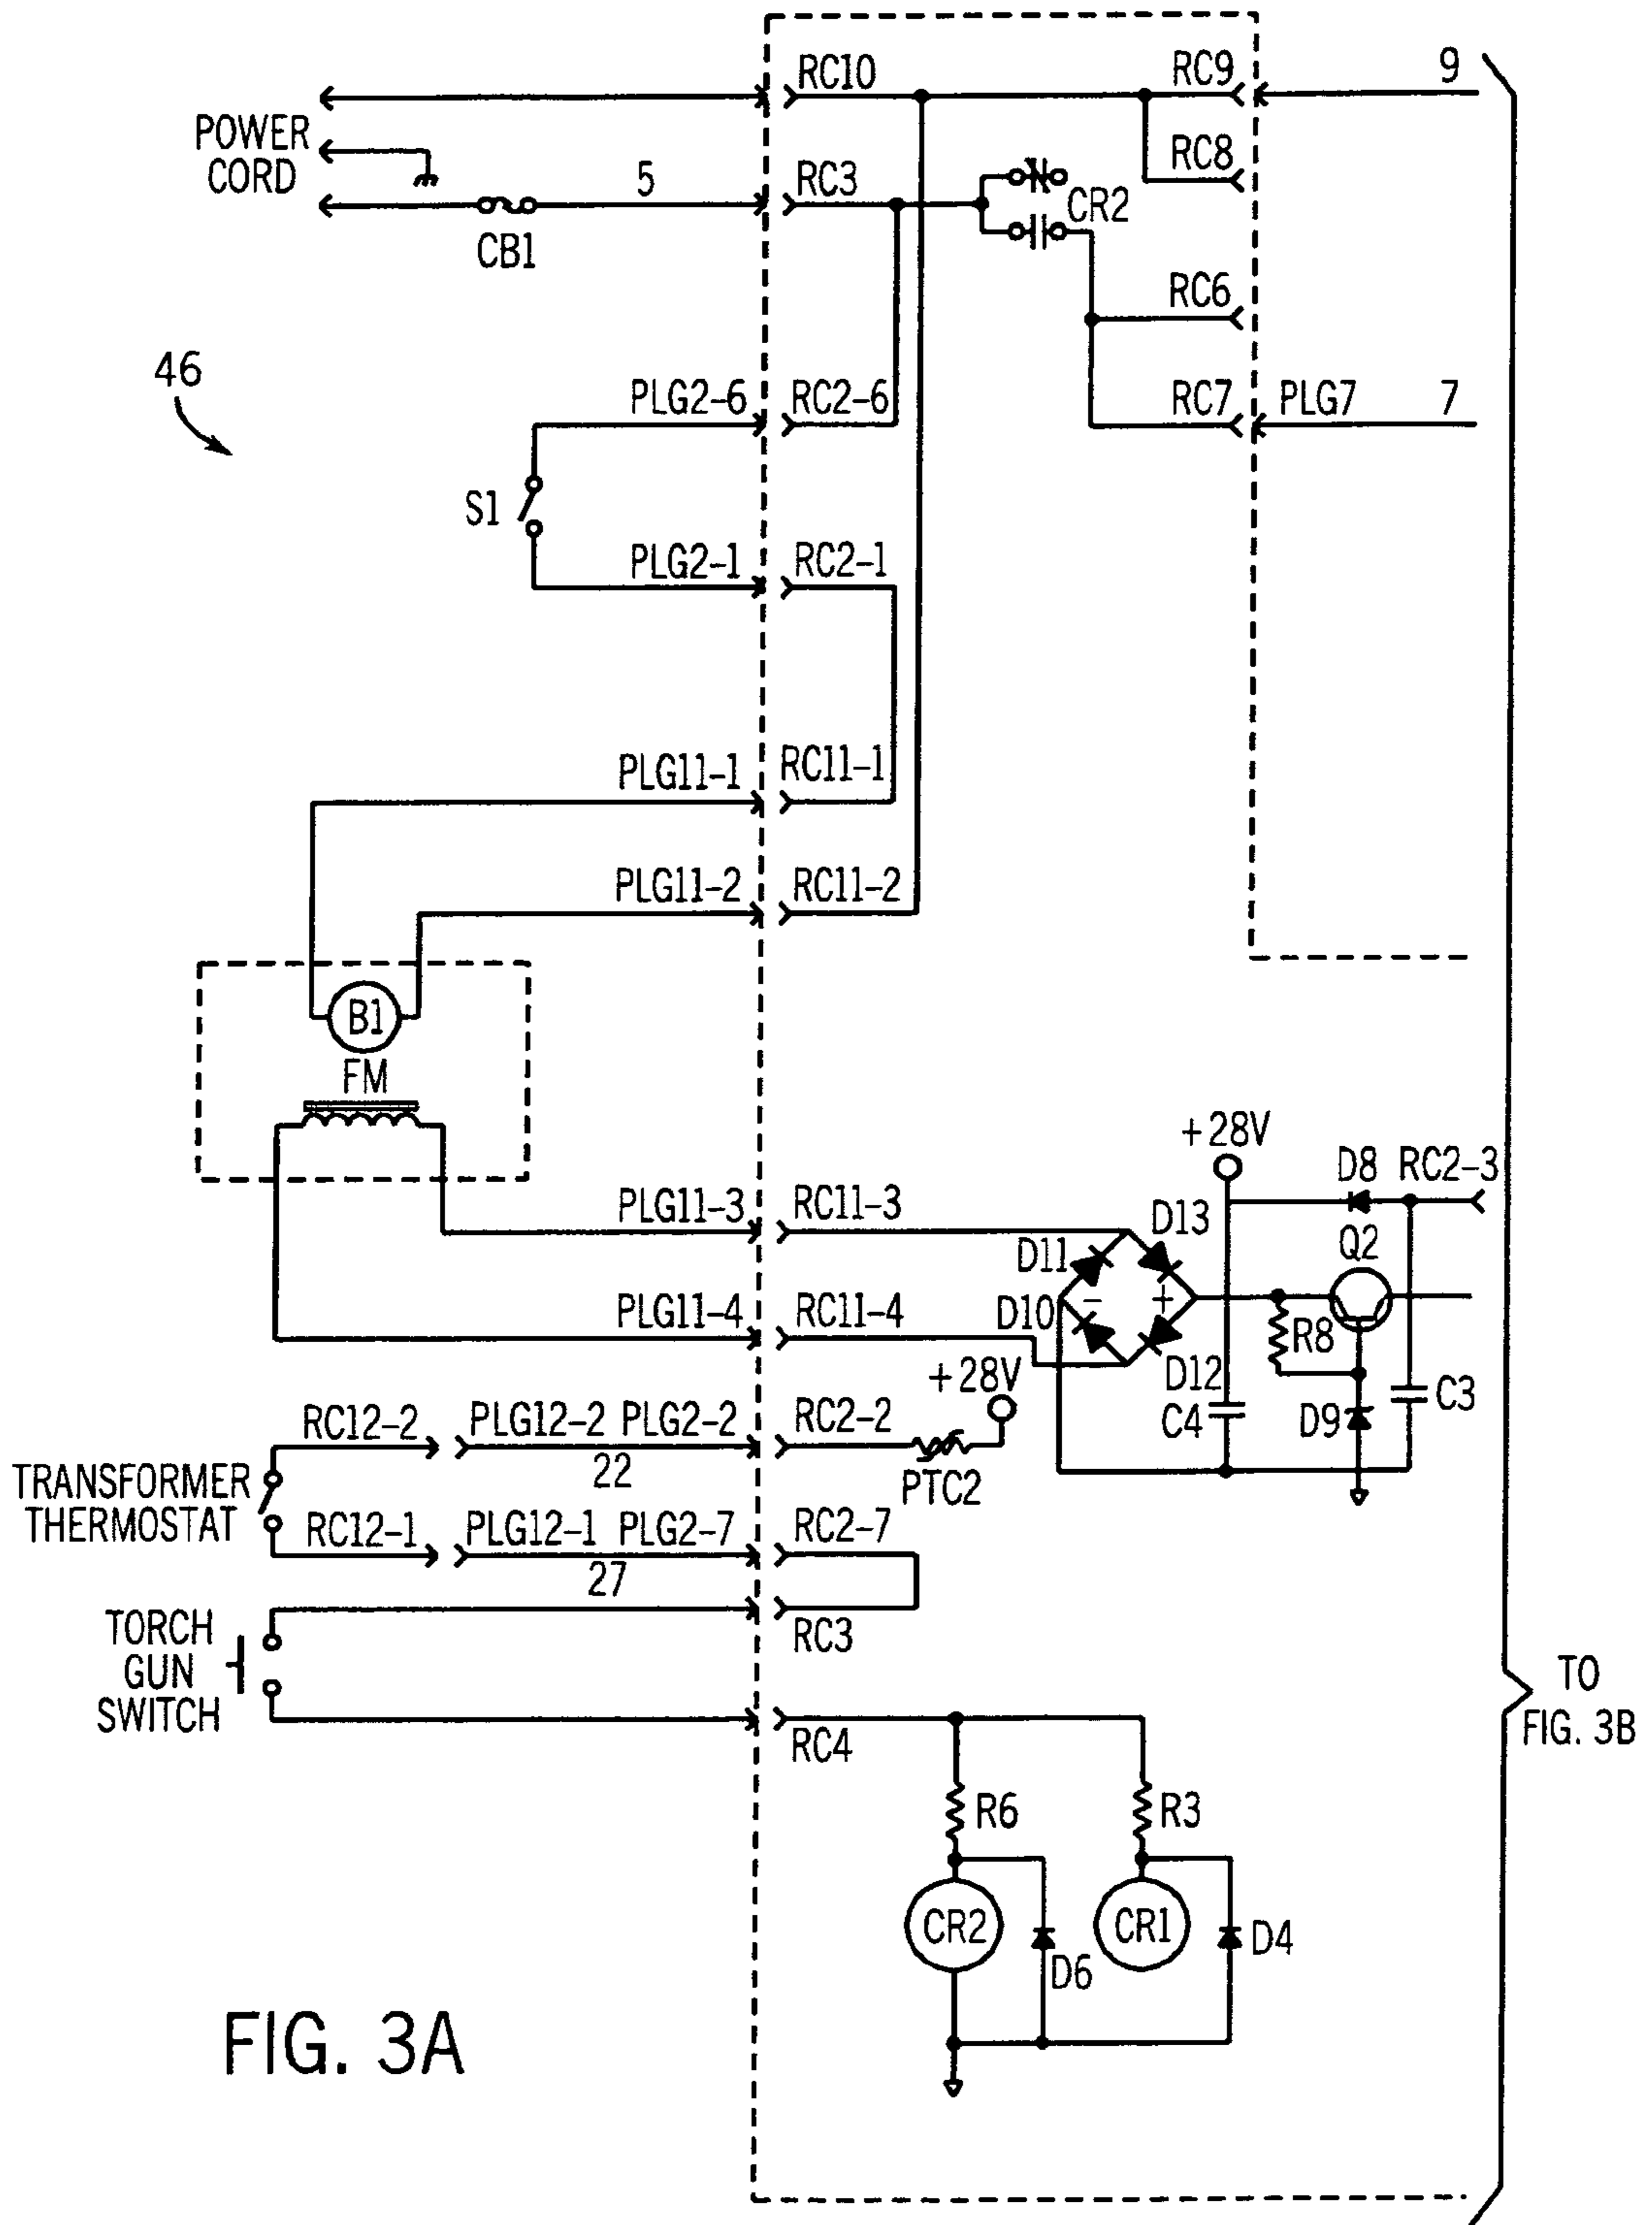 RC10
RC9
9
POWER
CORD
RC8
5
RC3
CR2
CB1
RC6
46
PLG2-6
RC2-6
RC7
PLG7
7
S1
PLG2-1
RC2-1
PLG11-1
RC11-1
PLG11-2
RC11-2
B1
FM
+28V
D8
RC2-3
PLG11-3
RC11-3
D13
D11
Q2
-
+
D10
PLG11-4
RC11-4
R8
D12
+28V
C3
C4
D9
RC12-2
PLG12-2
PLG2-2
RC2-2
22
PTC2
TRANSFORMER
THERMOSTAT
RC12-1
PLG12-1
PLG2-7
RC2-7
27
TORCH
GUN
SWITCH
RC3
TO
FIG. 3B
RC4
R6
R3
CR2
CR1
D6
D4
FIG. 3A